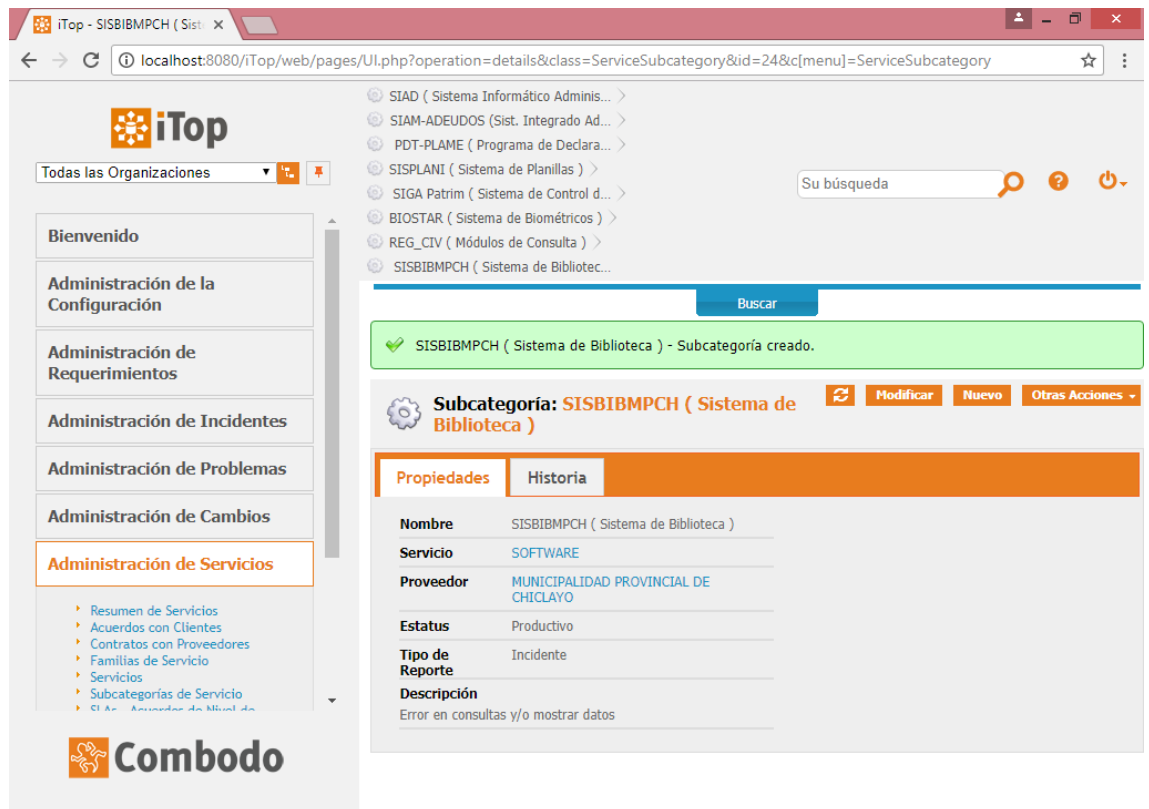 iTop - SISBIBMPCH ( Sist
localhost:8080/iTop/web/pages/UI.php?operation=details&class=ServiceSubcategory&id=24&c[menu]=ServiceSubcategory
iTop
Todas las Organizaciones
SIAD ( Sistema Informático Adminis...
SIAM-ADEUDOS (Sist. Integrado Ad...
PDT-PLAME ( Programa de Declara...
SISPLANI ( Sistema de Planillas )
SIGA Patrim ( Sistema de Control d...
BIOSTAR ( Sistema de Biométricos )
REG_CIV ( Módulos de Consulta )
SISBIBMPCH ( Sistema de Bibliotec...
Su búsqueda
Bienvenido
Administración de la
Configuración
Administración de
Requerimientos
Administración de Incidentes
Administración de Problemas
Administración de Cambios
Administración de Servicios
Resumen de Servicios
Acuerdos con Clientes
Contratos con Proveedores
Familias de Servicio
Servicios
Subcategorías de Servicio
SLAs - Acuerdos de Nivel de
Combodo
Buscar
SISBIBMPCH ( Sistema de Biblioteca ) - Subcategoría creado.
Subcategoría: SISBIBMPCH ( Sistema de
Biblioteca )
Modificar
Nuevo
Otras Acciones
Propiedades
Historia
Nombre SISBIBMPCH ( Sistema de Biblioteca )
Servicio SOFTWARE
Proveedor MUNICIPALIDAD PROVINCIAL DE
CHICLAYO
Estatus Productivo
Tipo de Incidente
Reporte
Descripción
Error en consultas y/o mostrar datos